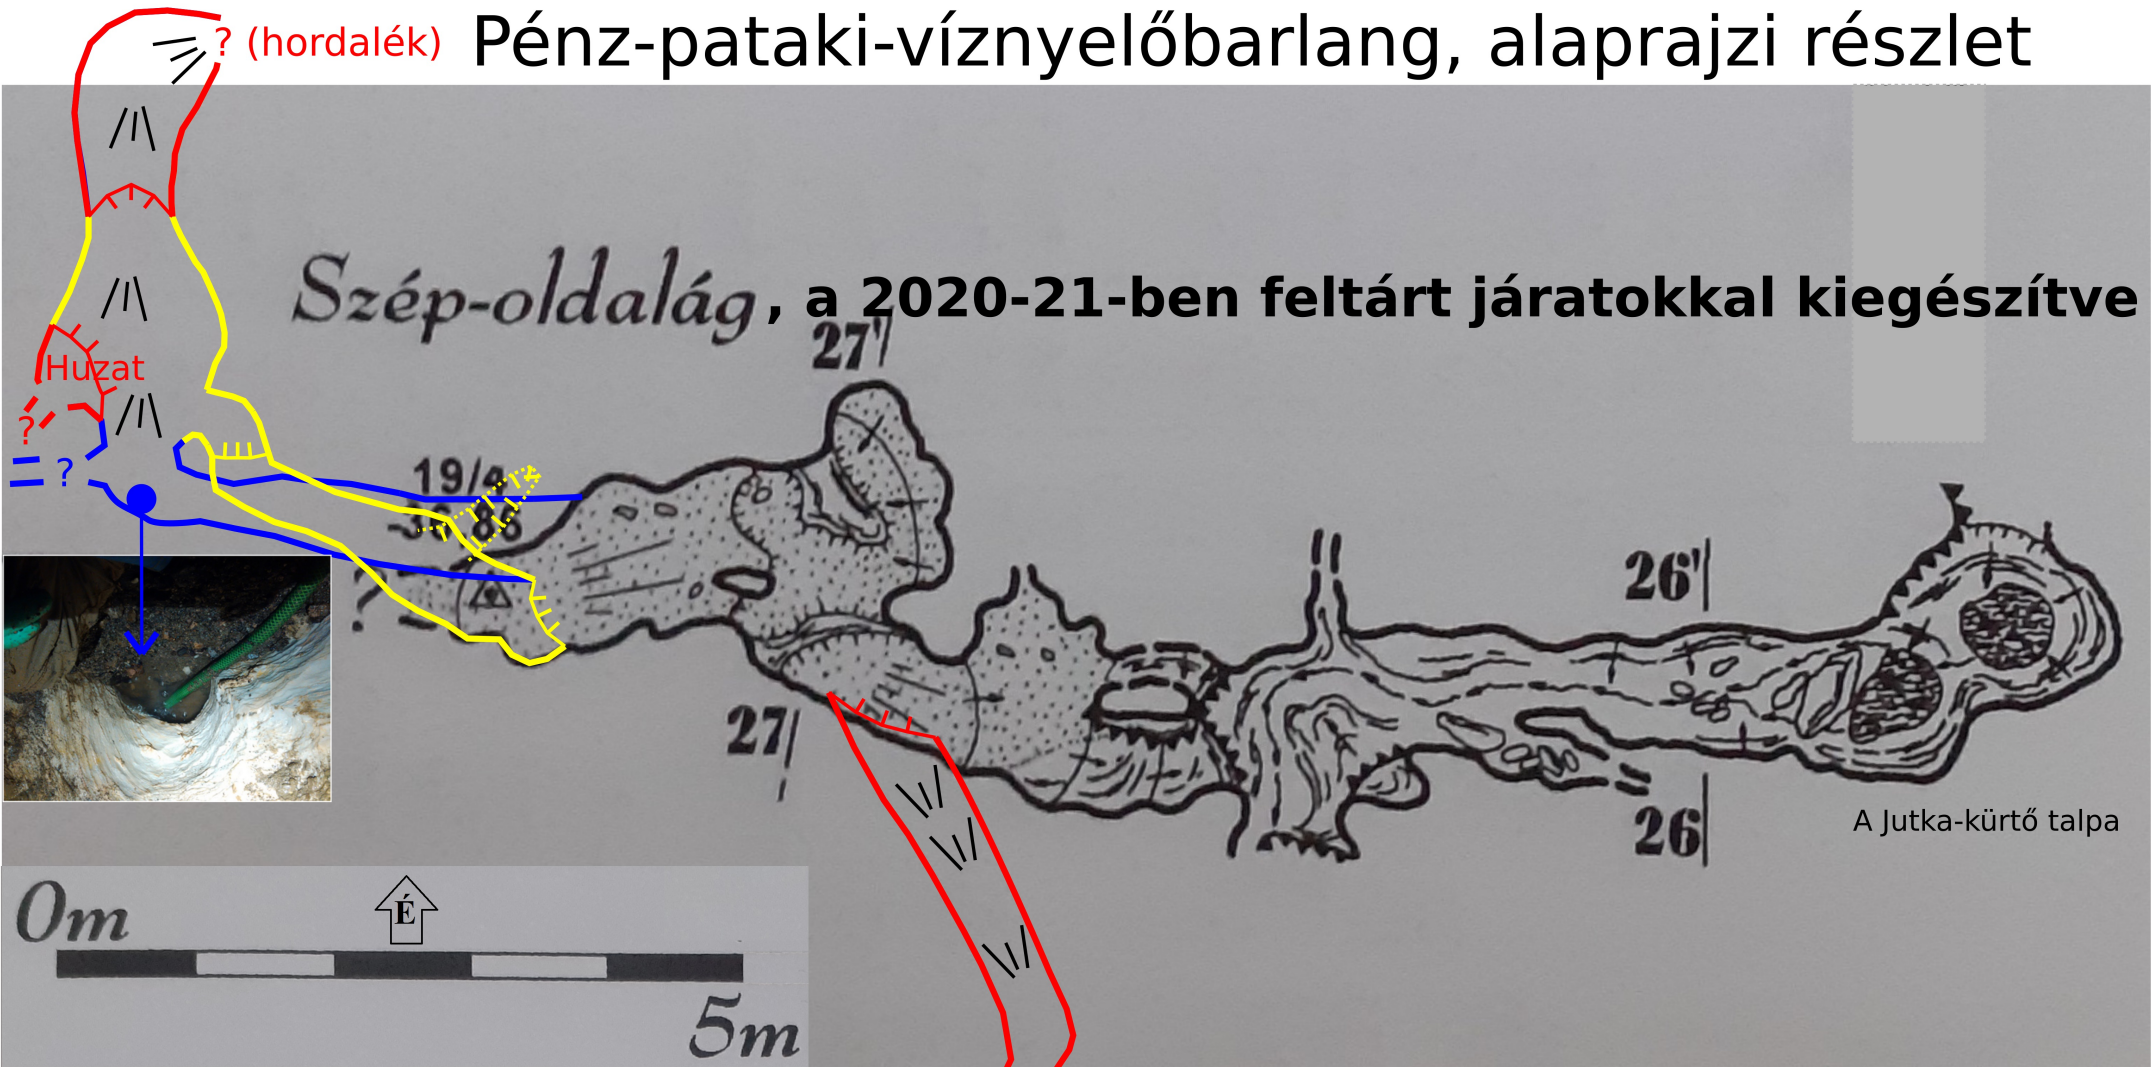 ? (hordalék)
Pénz-pataki-víznyelőbarlang, alaprajzi részlet
Szép-oldalág, a 2020-21-ben feltárt járatokkal kiegészítve
27'
Huzat
?
?
19/4
?
26'
27
26
A Jutka-kürtő talpa
0m
É
5m